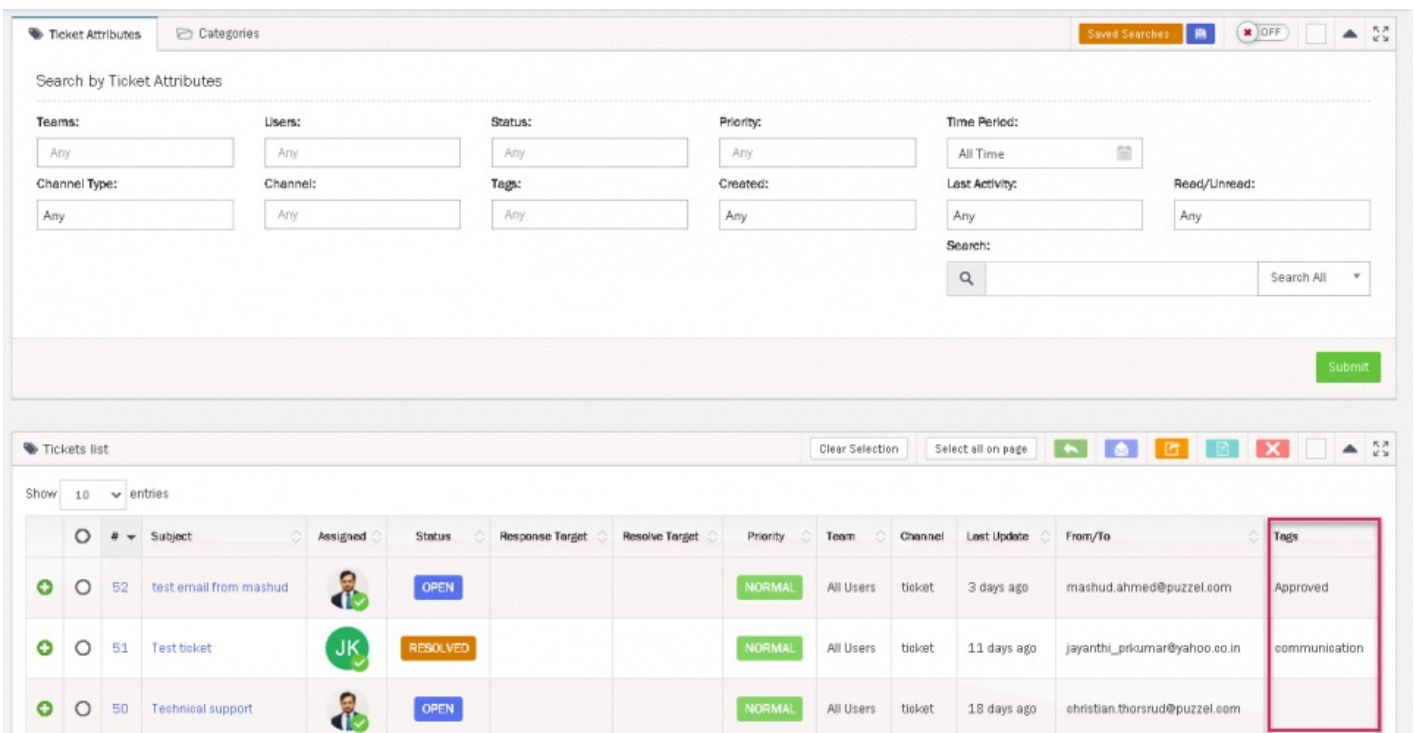 Ticket Attributes Categories Saved Searches OFF
Search by Ticket Attributes
Teams: Users: Status: Priority: Time Period:
Any Any Any Any All Time
Channel Type: Channel: Tags: Created: Last Activity: Read/Unread:
Any Any Any Any Any Any
Search:
Search All
Submit
Tickets list Clear Selection Select all on page
Show 10 entries
# Subject Assigned Status Response Target Resolve Target Priority Team Channel Last Update From/To Tags
52 test email from mashud OPEN NORMAL All Users ticket 3 days ago mashud.ahmed@puzzel.com Approved
51 Test ticket JK RESOLVED NORMAL All Users ticket 11 days ago jayanthi_prkumar@yahoo.co.in communication
50 Technical support OPEN NORMAL All Users ticket 18 days ago christian.thorsrud@puzzel.com